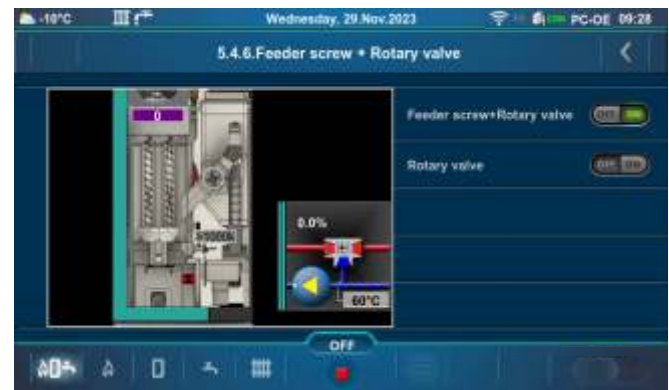 -10°C Wednesday, 29.Nov.2023 PC-OE 09:28
5.4.6.Feeder screw + Rotary valve
0
Feeder screw+Rotary valve OFF ON
Rotary valve OFF ON
0.0%
60°C
OFF